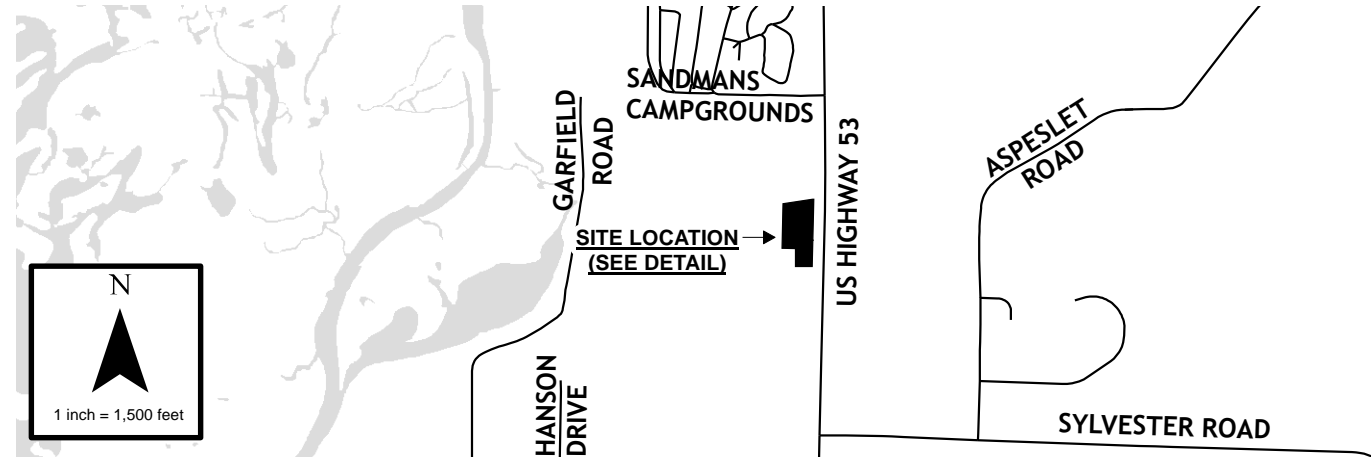 SANDMANS
CAMPGROUNDS
GARFIELD
ROAD
ASPESLET
ROAD
US HIGHWAY 53
SITE LOCATION
(SEE DETAIL)
N
1 inch = 1,500 feet
HANSON
DRIVE
SYLVESTER ROAD